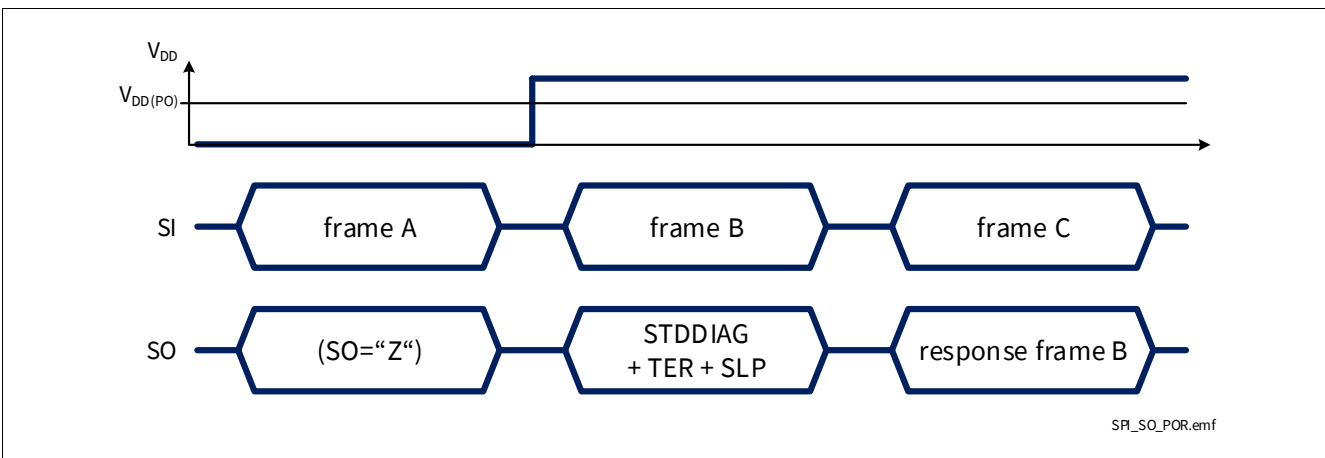 VDD
VDD(PO)
SI
frame A
frame B
frame C
SO
(SO=“Z“)
STDDIAG
+ TER + SLP
response frame B
SPI_SO_POR.emf